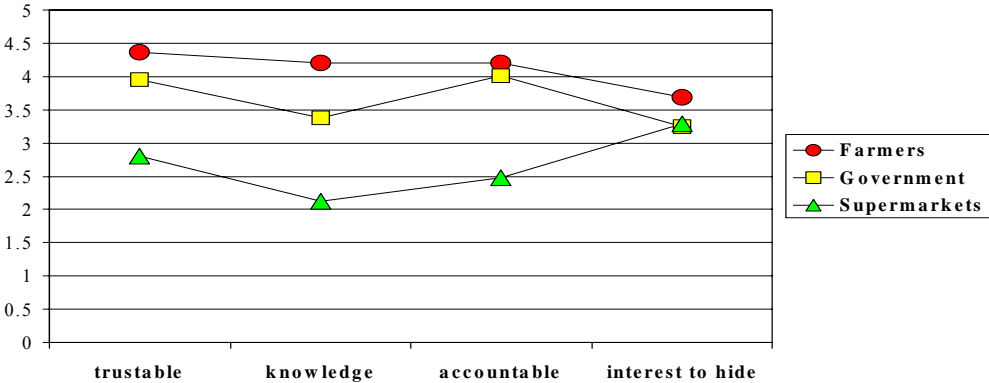 5
4.5
4
3.5
3
2.5
2
1.5
1
0.5
0
trustable knowledge accountable interest to hide
Farmers
Government
Supermarkets